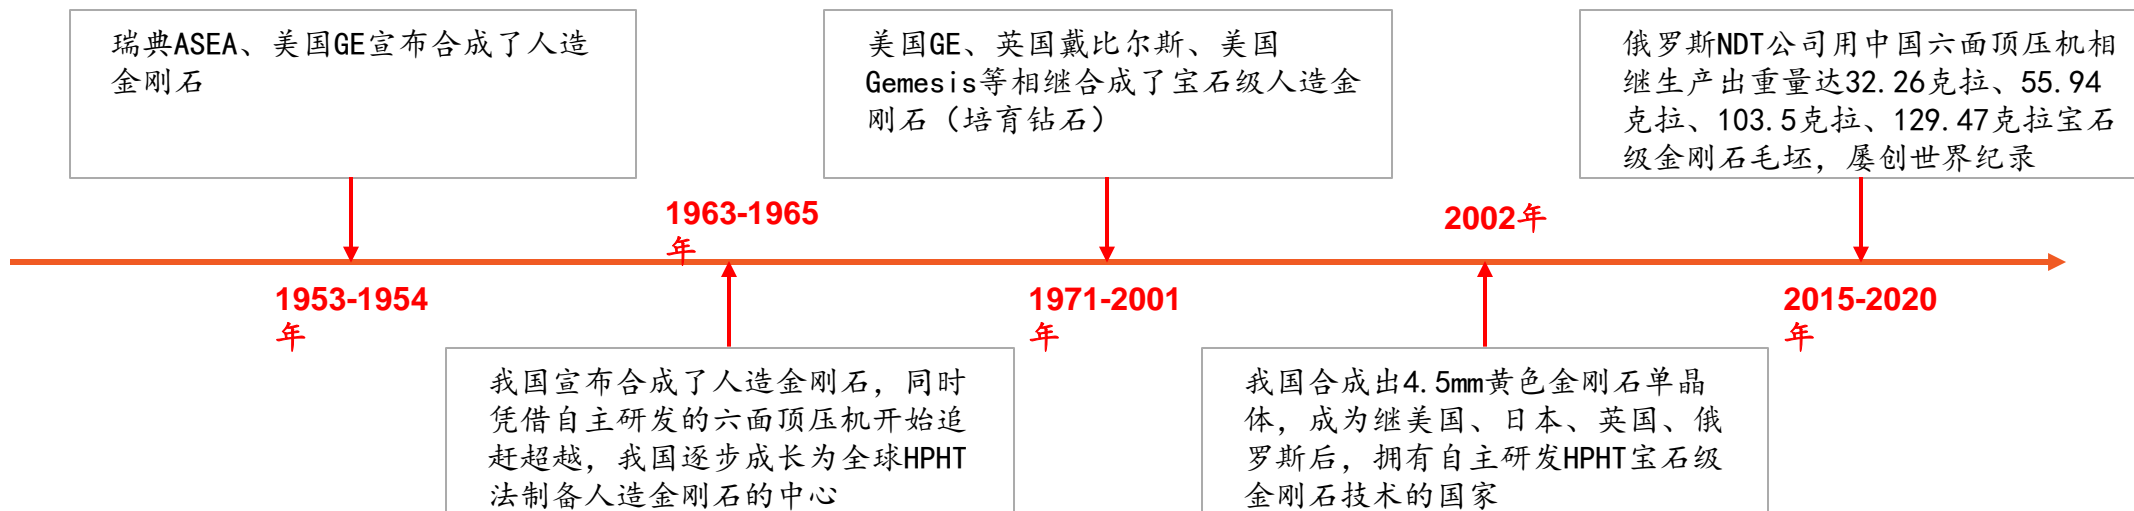 瑞典ASEA、美国GE宣布合成了人造
金刚石
美国GE、英国戴比尔斯、美国
Gemesis等相继合成了宝石级人造金
刚石（培育钻石）
俄罗斯NDT公司用中国六面顶压机相
继生产出重量达32.26克拉、55.94
克拉、103.5克拉、129.47克拉宝石
级金刚石毛坯，屡创世界纪录
1963-1965
年
2002年
1953-1954
年
1971-2001
年
2015-2020
年
我国宣布合成了人造金刚石，同时
凭借自主研发的六面顶压机开始追
赶超越，我国逐步成长为全球HPHT
法制备人造金刚石的中心
我国合成出4.5mm黄色金刚石单晶
体，成为继美国、日本、英国、俄
罗斯后，拥有自主研发HPHT宝石级
金刚石技术的国家